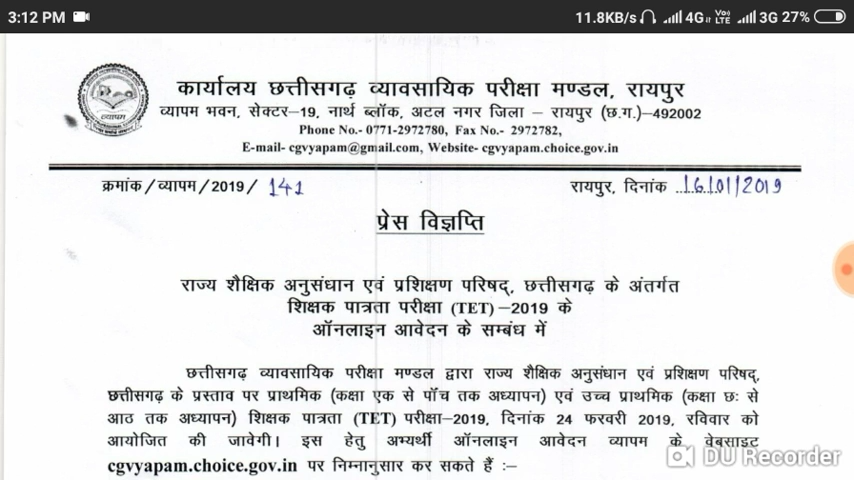 3:12 PM 11.8KB/s 4G VoLTE 3G 27%
कार्यालय छत्तीसगढ़ व्यावसायिक परीक्षा मण्डल, रायपुर
व्यापम भवन, सेक्टर–19, नार्थ ब्लॉक, अटल नगर जिला – रायपुर (छ.ग.)–492002
Phone No.- 0771-2972780, Fax No.- 2972782,
E-mail- cgvyapam@gmail.com, Website- cgvyapam.choice.gov.in
क्रमांक/व्यापम/2019/ 141 रायपुर, दिनांक 16/01/2019
प्रेस विज्ञप्ति
राज्य शैक्षिक अनुसंधान एवं प्रशिक्षण परिषद्, छत्तीसगढ़ के अंतर्गत
शिक्षक पात्रता परीक्षा (TET)–2019 के
ऑनलाइन आवेदन के सम्बंध में
छत्तीसगढ़ व्यावसायिक परीक्षा मण्डल द्वारा राज्य शैक्षिक अनुसंधान एवं प्रशिक्षण परिषद्,
छत्तीसगढ़ के प्रस्ताव पर प्राथमिक (कक्षा एक से पाँच तक अध्यापन) एवं उच्च प्राथमिक (कक्षा छः से
आठ तक अध्यापन) शिक्षक पात्रता (TET) परीक्षा–2019, दिनांक 24 फरवरी 2019, रविवार को
आयोजित की जावेगी। इस हेतु अभ्यर्थी ऑनलाइन आवेदन व्यापम के वेबसाइट
cgvyapam.choice.gov.in पर निम्नानुसार कर सकते हैं :–
DU Recorder